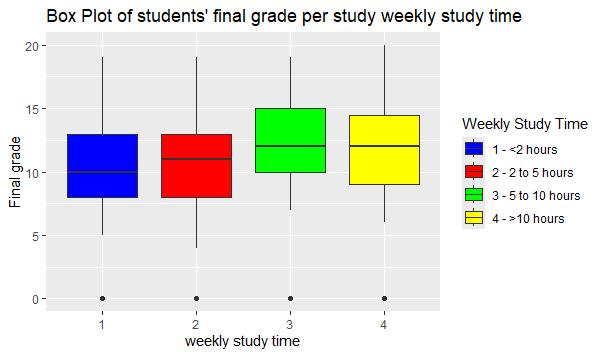 Box Plot of students' final grade per study weekly study time
Final grade
20
15
10
5
0
1 2 3 4
weekly study time
Weekly Study Time
1 - <2 hours
2 - 2 to 5 hours
3 - 5 to 10 hours
4 - >10 hours